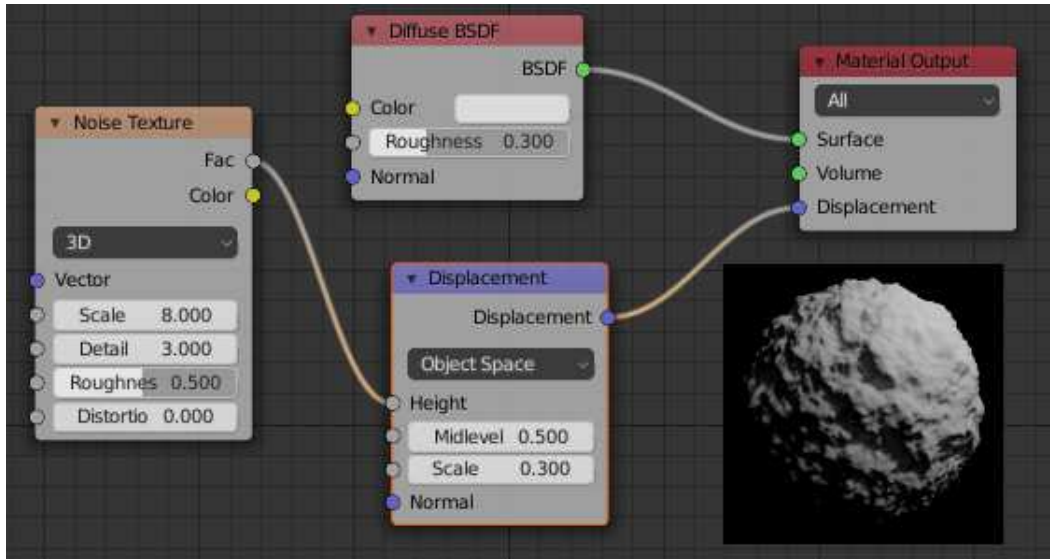 Noise Texture
Fac
Color
3D
Vector
Scale 8.000
Detail 3.000
Roughnes 0.500
Distortio 0.000
Diffuse BSDF
BSDF
Color
Roughness 0.300
Normal
Displacement
Displacement
Object Space
Height
Midlevel 0.500
Scale 0.300
Normal
Material Output
All
Surface
Volume
Displacement